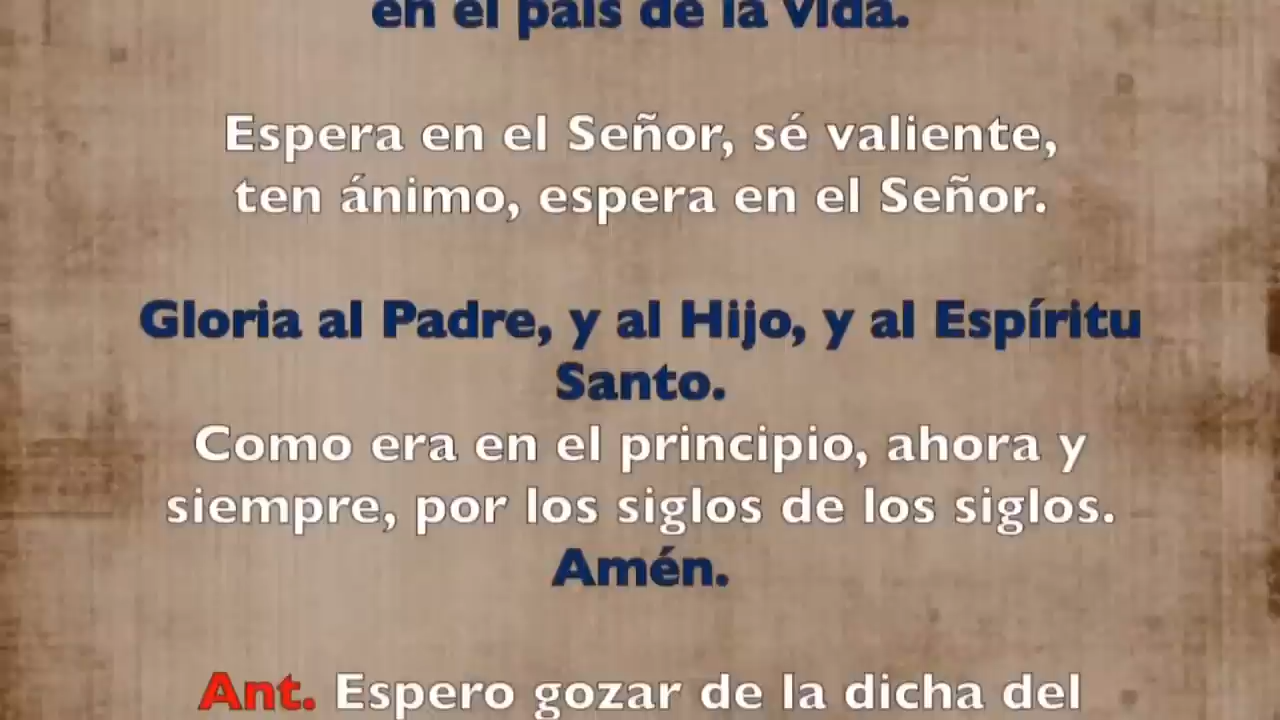 en el país de la vida.
Espera en el Señor, sé valiente,
ten ánimo, espera en el Señor.
Gloria al Padre, y al Hijo, y al Espíritu
Santo.
Como era en el principio, ahora y
siempre, por los siglos de los siglos.
Amén.
Ant. Espero gozar de la dicha del